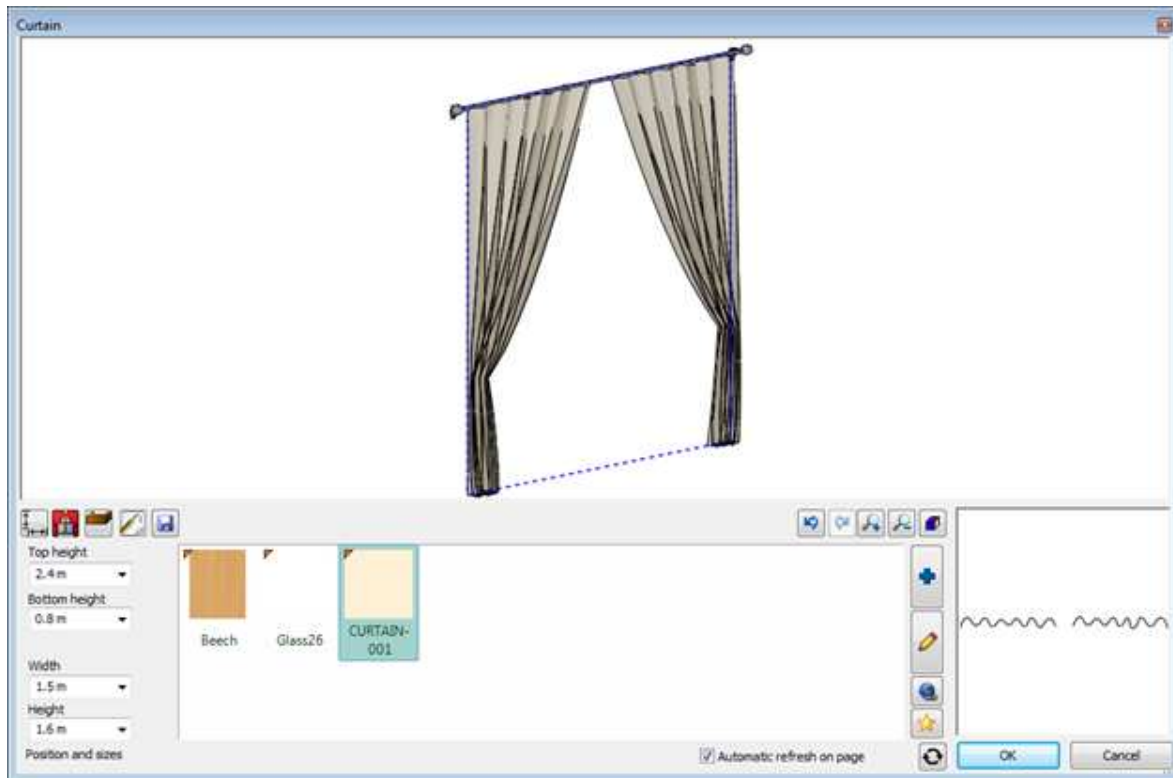 Curtain
Top height
2.4 m
Bottom height
0.8 m
Width
1.5 m
Height
1.6 m
Position and sizes
Beech
Glass26
CURTAIN-
001
Automatic refresh on page
OK
Cancel